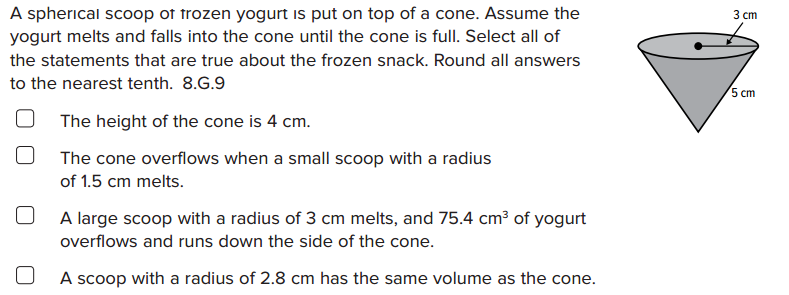 A spherical scoop of frozen yogurt is put on top of a cone. Assume the
3 cm
yogurt melts and falls into the cone until the cone is full. Select all of
the statements that are true about the frozen snack. Round all answers
to the nearest tenth. 8.G.9
5 cm
The height of the cone is 4 cm.
The cone overflows when a small scoop with a radius
of 1.5 cm melts.
A large scoop with a radius of 3 cm melts, and 75.4 cm³ of yogurt
overflows and runs down the side of the cone.
A scoop with a radius of 2.8 cm has the same volume as the cone.